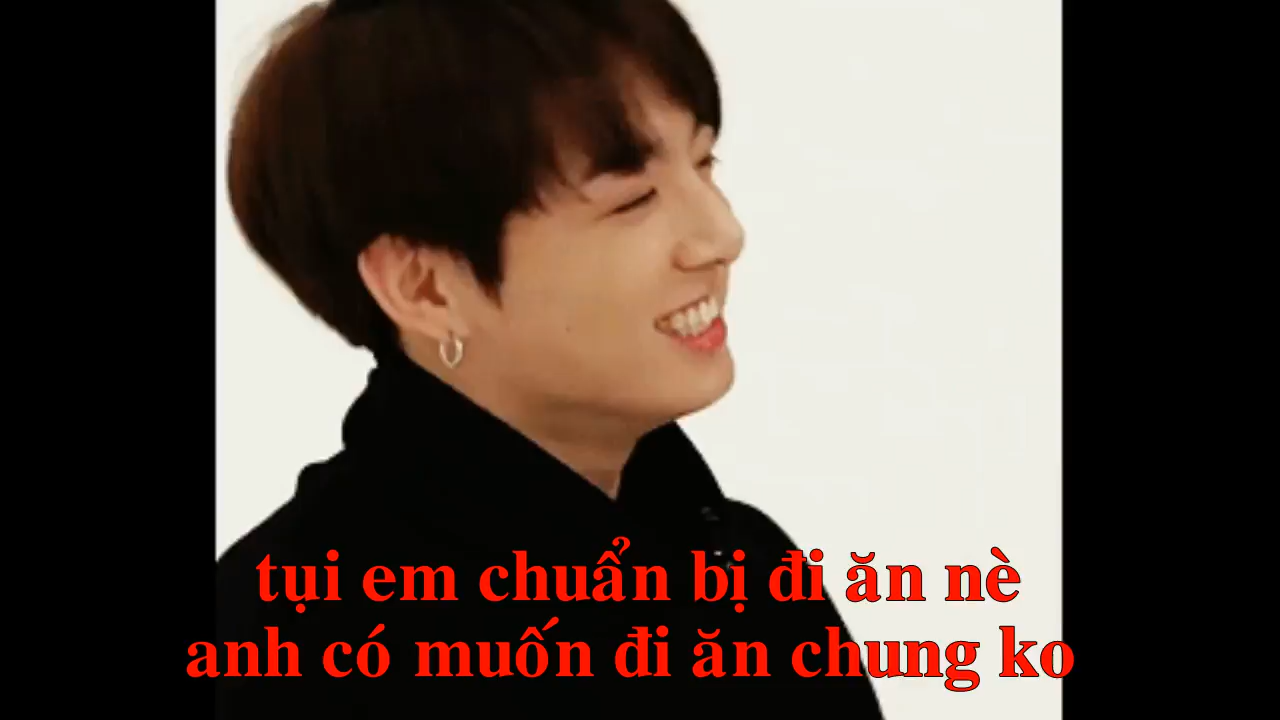 tụi em chuẩn bị đi ăn nè
anh có muốn đi ăn chung ko